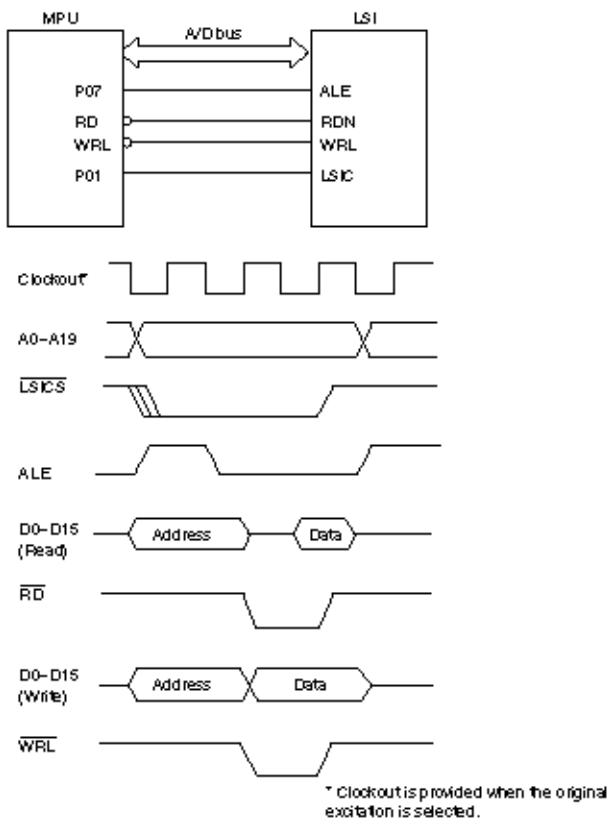 MPU LSI
A/D bus
P07 ALE
RD RDN
WRL WRL
P01 LSIC
Clockout*
A0–A19
LSICS
ALE
D0–D15
(Read)
Address Data
RD
D0–D15
(Write)
Address Data
WRL
* Clockout is provided when the original
excitation is selected.